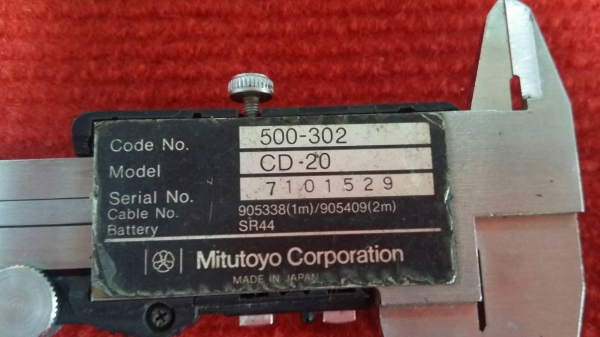 Code No. 500-302
Model CD-20
Serial No. 7101529
Cable No. 905338(1m)/905409(2m)
Battery SR44
Mitutoyo Corporation
MADE IN JAPAN